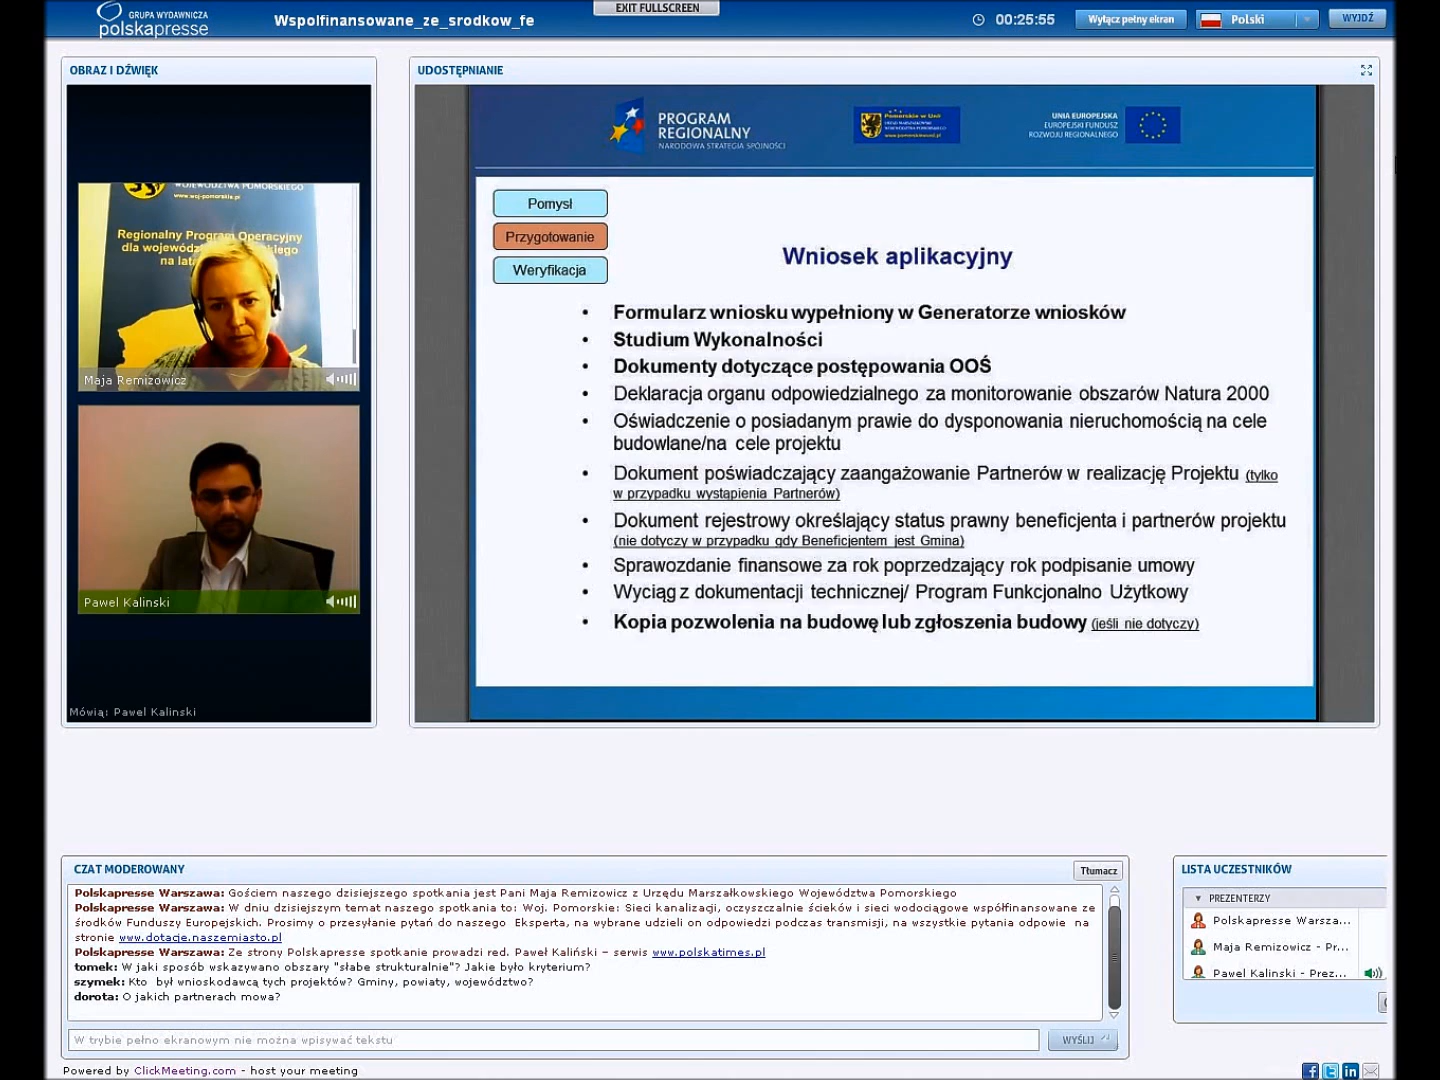 GRUPA WYDAWNICZA
polskapresse
Wspolfinansowane_ze_srodkow_fe
EXIT FULLSCREEN
00:25:55
Wyłącz pełny ekran
Polski
WYJDŹ
OBRAZ I DŹWIĘK
WOJEWÓDZTWA POMORSKIEGO
www.woj-pomorskie.pl
Regionalny Program Operacyjny
Maja Remizowicz
Pawel Kalinski
Mówią: Pawel Kalinski
UDOSTĘPNIANIE
PROGRAM
REGIONALNY
NARODOWA STRATEGIA SPÓJNOŚCI
Pomorskie w Unii
UNIA EUROPEJSKA
EUROPEJSKI FUNDUSZ
ROZWOJU REGIONALNEGO
Pomysł
Przygotowanie
Weryfikacja
Wniosek aplikacyjny
• Formularz wniosku wypełniony w Generatorze wniosków
• Studium Wykonalności
• Dokumenty dotyczące postępowania OOŚ
• Deklaracja organu odpowiedzialnego za monitorowanie obszarów Natura 2000
• Oświadczenie o posiadanym prawie do dysponowania nieruchomością na cele
budowlane/na cele projektu
• Dokument poświadczający zaangażowanie Partnerów w realizację Projektu (tylko
w przypadku wystąpienia Partnerów)
• Dokument rejestrowy określający status prawny beneficjenta i partnerów projektu
(nie dotyczy w przypadku gdy Beneficjentem jest Gmina)
• Sprawozdanie finansowe za rok poprzedzający rok podpisanie umowy
• Wyciąg z dokumentacji technicznej/ Program Funkcjonalno Użytkowy
• Kopia pozwolenia na budowę lub zgłoszenia budowy (jeśli nie dotyczy)
CZAT MODEROWANY
Tłumacz
Polskapresse Warszawa: Gościem naszego dzisiejszego spotkania jest Pani Maja Remizowicz z Urzędu Marszałkowskiego Województwa Pomorskiego
Polskapresse Warszawa: W dniu dzisiejszym temat naszego spotkania to: Woj. Pomorskie: Sieci kanalizacji, oczyszczalnie ścieków i sieci wodociągowe współfinansowane ze
środków Funduszy Europejskich. Prosimy o przesyłanie pytań do naszego Eksperta, na wybrane udzieli on odpowiedzi podczas transmisji, na wszystkie pytania odpowie na
stronie www.dotacje.naszemiasto.pl
Polskapresse Warszawa: Ze strony Polskapresse spotkanie prowadzi red. Paweł Kaliński – serwis www.polskatimes.pl
tomek: W jaki sposób wskazywano obszary "słabe strukturalnie"? Jakie było kryterium?
szymek: Kto był wnioskodawcą tych projektów? Gminy, powiaty, województwo?
dorota: O jakich partnerach mowa?
W trybie pełno ekranowym nie można wpisywać tekstu
WYŚLIJ
LISTA UCZESTNIKÓW
PREZENTERZY
Polskapresse Warsza...
Maja Remizowicz - Pr...
Pawel Kalinski - Prez...
Powered by ClickMeeting.com - host your meeting